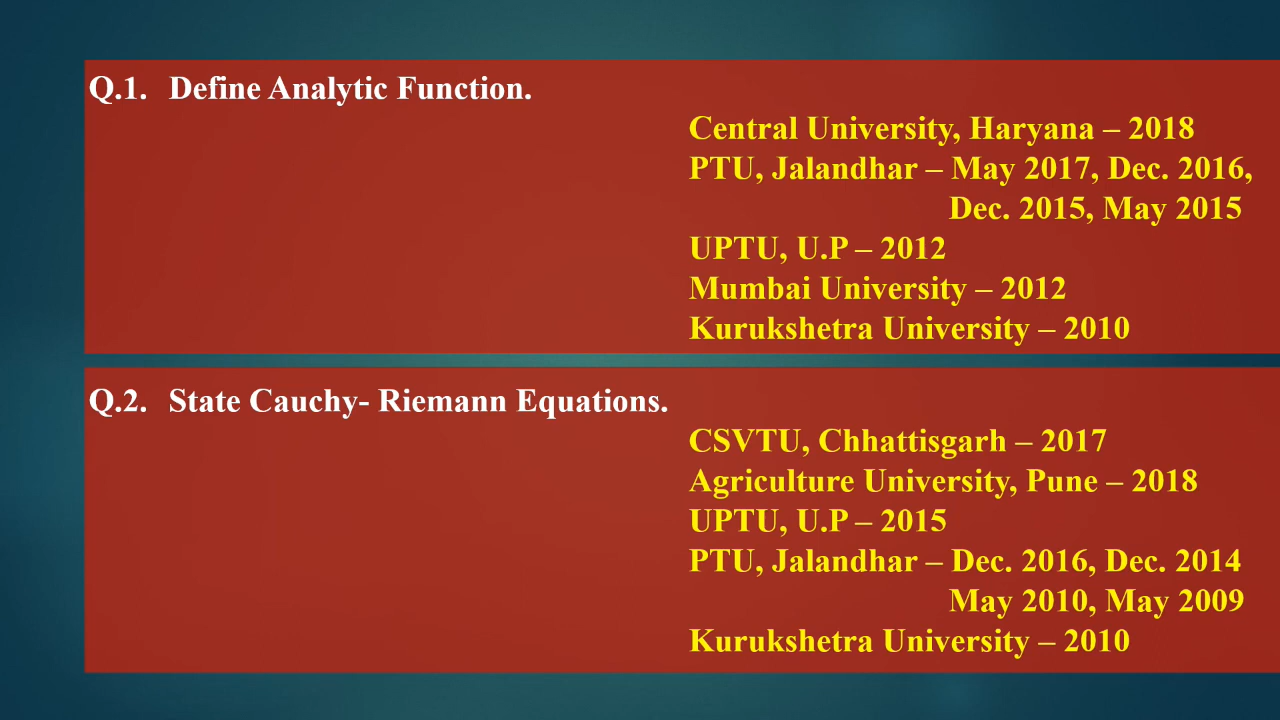 Q.1. Define Analytic Function.
Central University, Haryana – 2018
PTU, Jalandhar – May 2017, Dec. 2016,
Dec. 2015, May 2015
UPTU, U.P – 2012
Mumbai University – 2012
Kurukshetra University – 2010
Q.2. State Cauchy- Riemann Equations.
CSVTU, Chhattisgarh – 2017
Agriculture University, Pune – 2018
UPTU, U.P – 2015
PTU, Jalandhar – Dec. 2016, Dec. 2014
May 2010, May 2009
Kurukshetra University – 2010